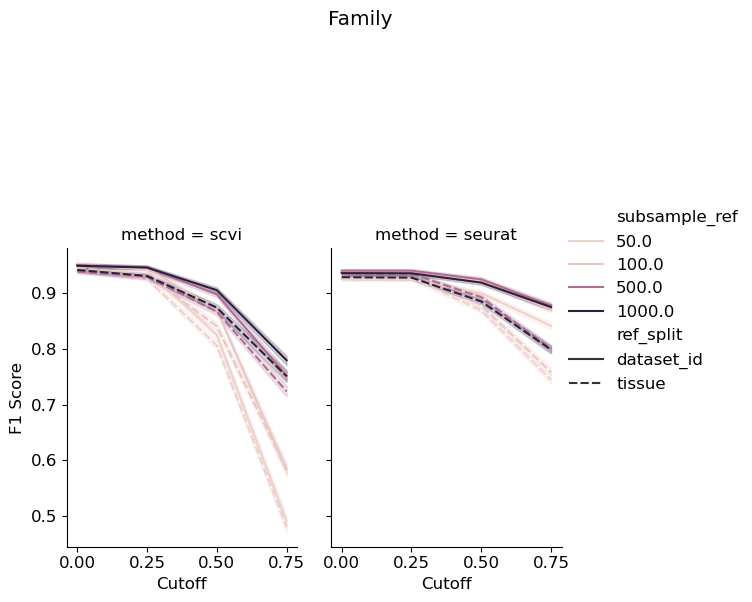 Family
method = scvi
method = seurat
F1 Score
0.9
0.8
0.7
0.6
0.5
0.00 0.25 0.50 0.75
0.00 0.25 0.50 0.75
Cutoff
Cutoff
subsample_ref
50.0
100.0
500.0
1000.0
ref_split
dataset_id
tissue